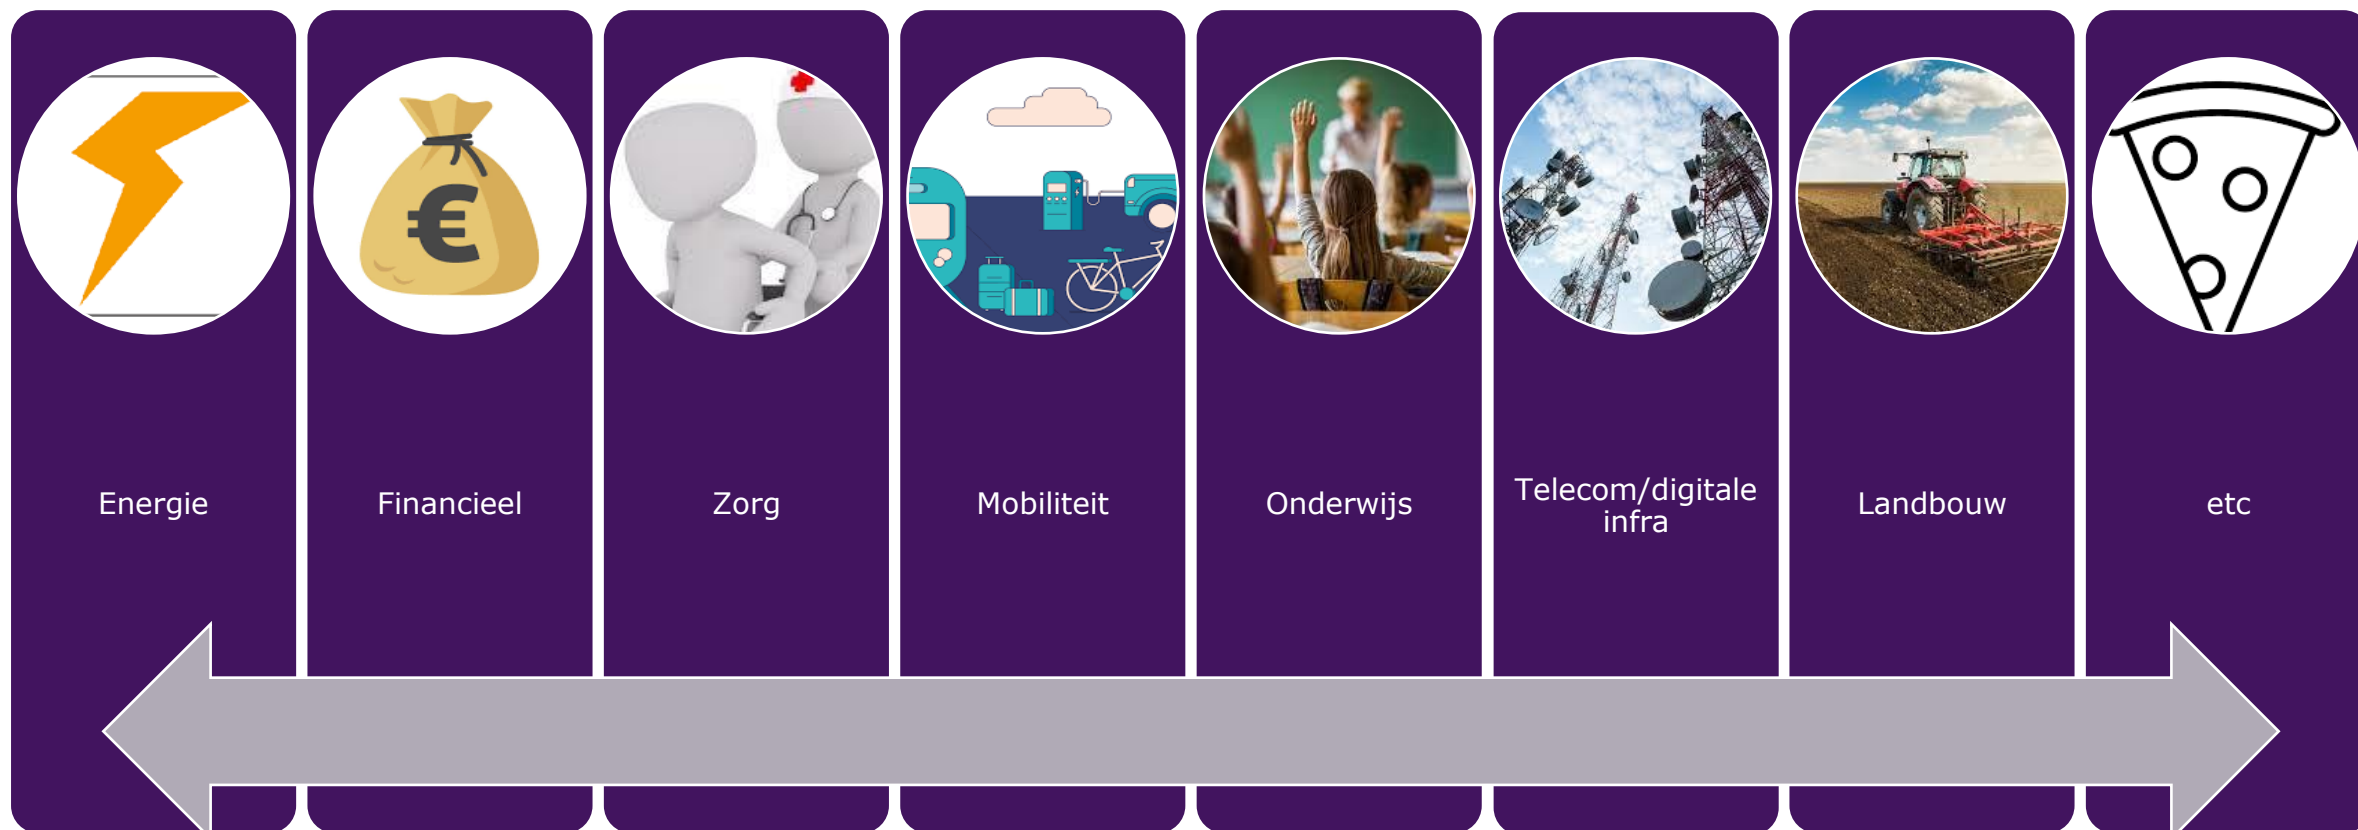 €
Energie
Financieel
Zorg
Mobiliteit
Onderwijs
Telecom/digitale
infra
Landbouw
etc